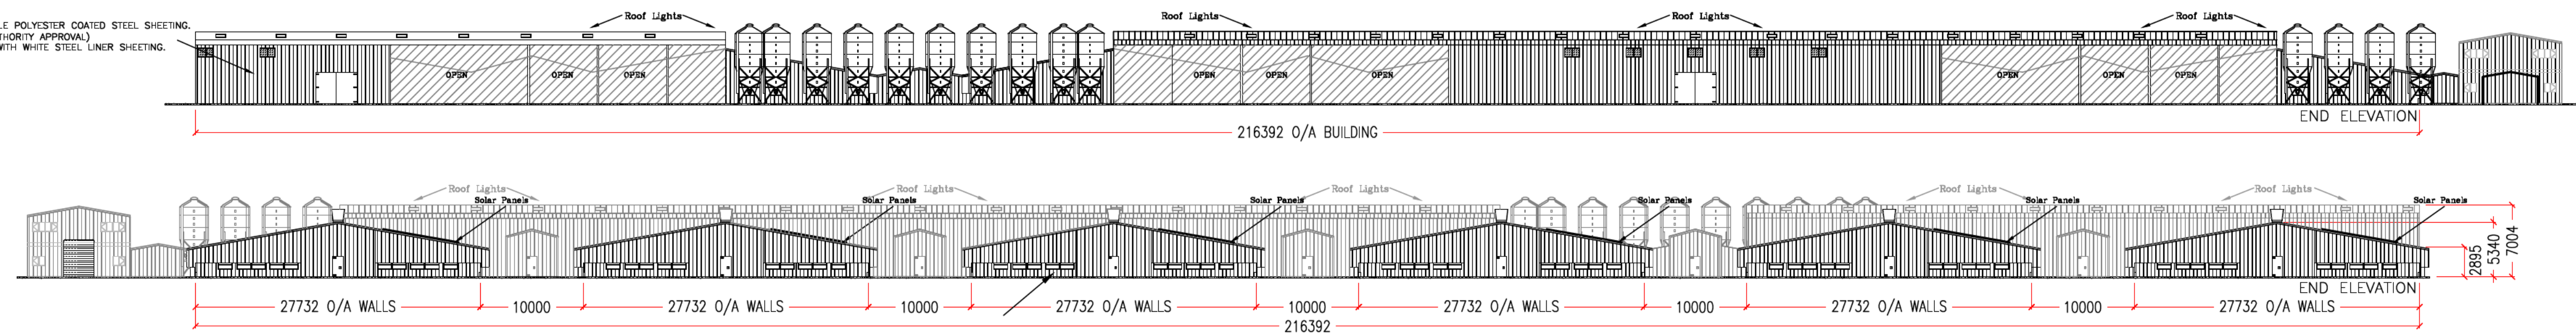 LE POLYESTER COATED STEEL SHEETING.
THORITY APPROVAL)
WITH WHITE STEEL LINER SHEETING.
Roof Lights
Roof Lights
Roof Lights
Roof Lights
OPEN
OPEN
OPEN
OPEN
OPEN
OPEN
OPEN
OPEN
OPEN
END ELEVATION
216392 O/A BUILDING
Roof Lights
Roof Lights
Roof Lights
Roof Lights
Roof Lights
Solar Panels
Solar Panels
Solar Panels
Solar Panels
Solar Panels
Solar Panels
2895
5340
7004
END ELEVATION
27732 O/A WALLS
10000
27732 O/A WALLS
10000
27732 O/A WALLS
10000
27732 O/A WALLS
10000
27732 O/A WALLS
10000
27732 O/A WALLS
216392